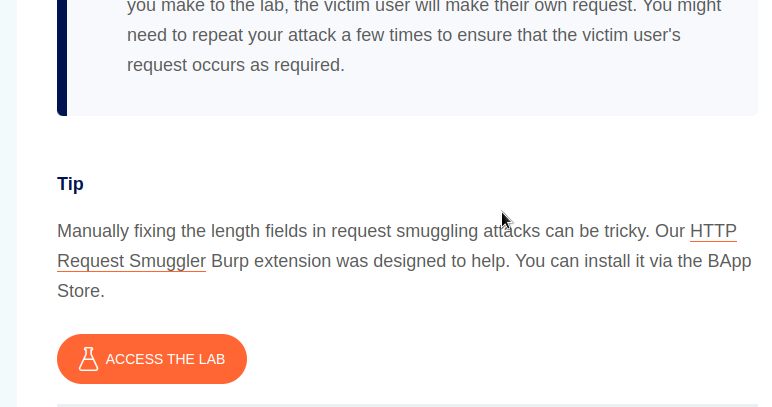 you make to the lab, the victim user will make their own request. You might
need to repeat your attack a few times to ensure that the victim user's
request occurs as required.
Tip
Manually fixing the length fields in request smuggling attacks can be tricky. Our HTTP
Request Smuggler Burp extension was designed to help. You can install it via the BApp
Store.
ACCESS THE LAB